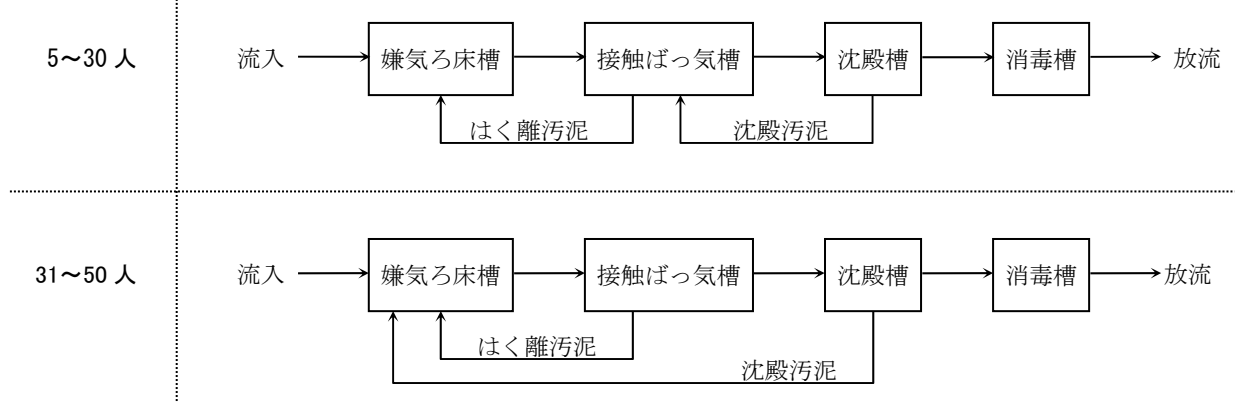 5～30 人
流入
嫌気ろ床槽
接触ばっ気槽
沈殿槽
消毒槽
放流
はく離汚泥
沈殿汚泥
31～50 人
流入
嫌気ろ床槽
接触ばっ気槽
沈殿槽
消毒槽
放流
はく離汚泥
沈殿汚泥